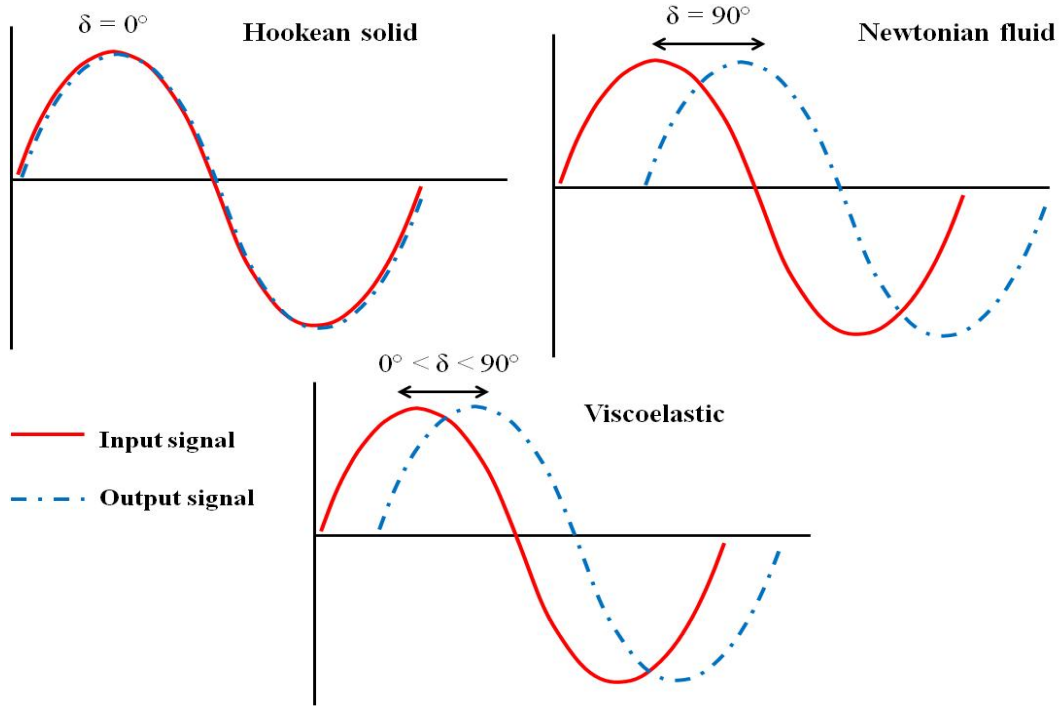 δ = 0°
Hookean solid
δ = 90°
Newtonian fluid
0° < δ < 90°
Viscoelastic
Input signal
Output signal